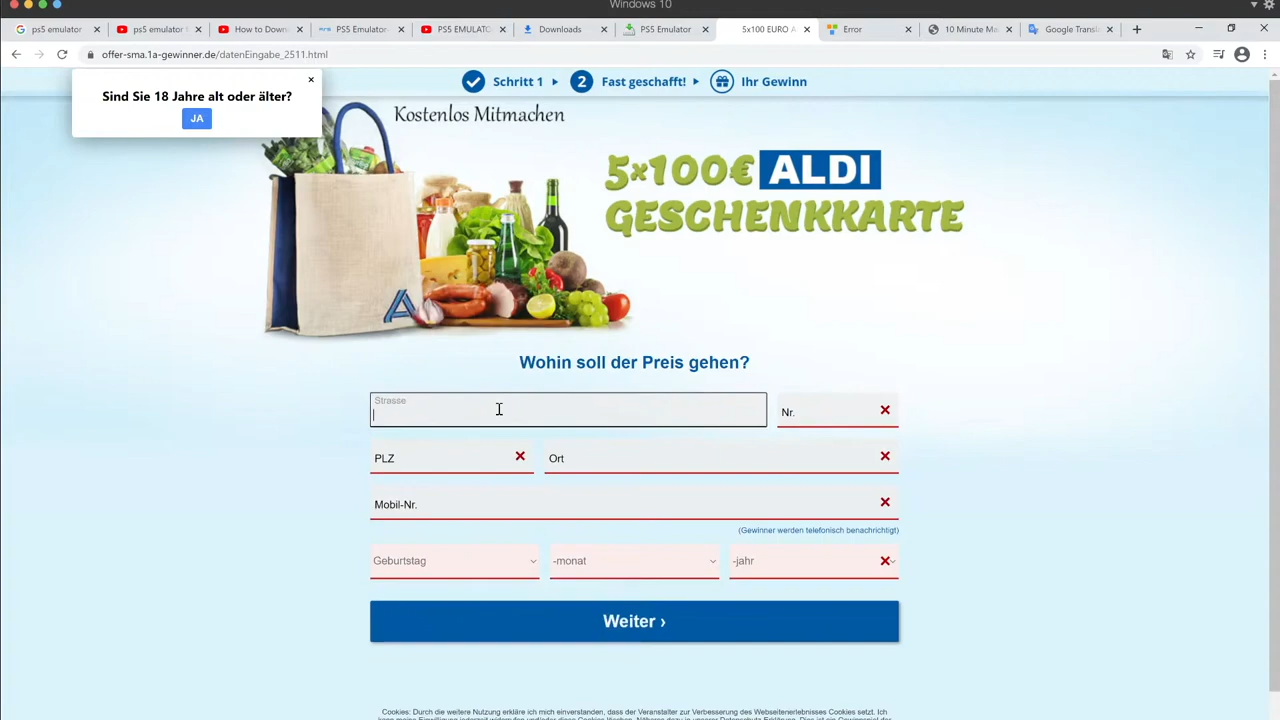 Windows 10
ps5 emulator
ps5 emulator
How to Down
PS5 Emulator
PS5 EMULATO
Downloads
PS5 Emulator
5x100 EURO A
Error
10 Minute Ma
Google Trans
offer-sma.1a-gewinner.de/datenEingabe_2511.html
Sind Sie 18 Jahre alt oder älter?
JA
Schritt 1
2
Fast geschafft!
Ihr Gewinn
Kostenlos Mitmachen
5×100€ ALDI
GESCHENKKARTE
Wohin soll der Preis gehen?
Strasse
Nr.
PLZ
Ort
Mobil-Nr.
(Gewinner werden telefonisch benachrichtigt)
Geburtstag
-monat
-jahr
Weiter ›
Cookies: Durch die weitere Nutzung erkläre ich mich einverstanden, dass der Veranstalter zur Verbesserung des Webseitenerlebnisses Cookies setzt. Ich